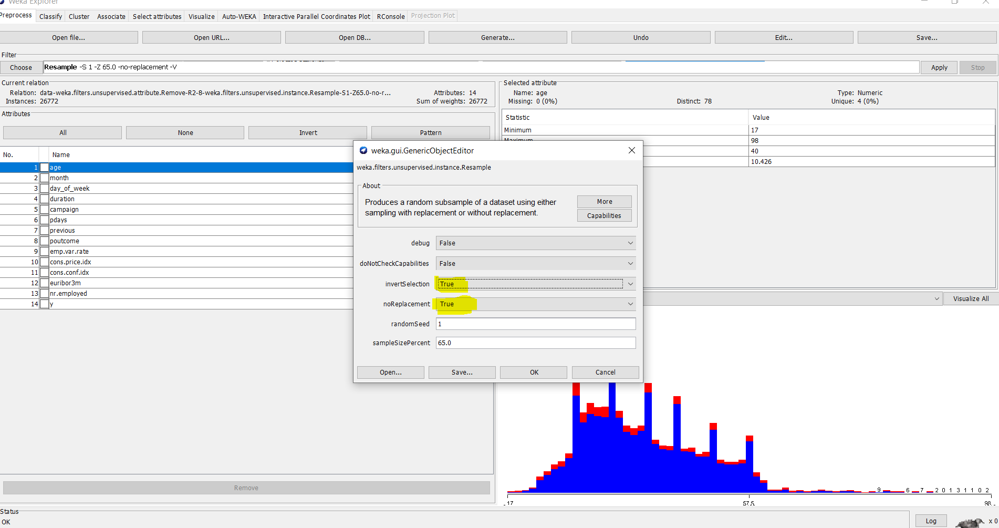 Weka Explorer
Preprocess Classify Cluster Associate Select attributes Visualize Auto-WEKA Interactive Parallel Coordinates Plot RConsole Projection Plot
Open file... Open URL... Open DB... Generate... Undo Edit... Save...
Filter
Choose Resample -S 1 -Z 65.0 -no-replacement -V Apply Stop
Current relation
Relation: data-weka.filters.unsupervised.attribute.Remove-R2-8-weka.filters.unsupervised.instance.Resample-S1-Z65.0-no-r... Attributes: 14
Instances: 26772 Sum of weights: 26772
Attributes
All None Invert Pattern
No. Name
1 age
2 month
3 day_of_week
4 duration
5 campaign
6 pdays
7 previous
8 poutcome
9 emp.var.rate
10 cons.price.idx
11 cons.conf.idx
12 euribor3m
13 nr.employed
14 y
Remove
Selected attribute
Name: age Type: Numeric
Missing: 0 (0%) Distinct: 78 Unique: 4 (0%)
Statistic Value
Minimum 17
Maximum 98
40
10.426
Visualize All
weka.gui.GenericObjectEditor
weka.filters.unsupervised.instance.Resample
About
Produces a random subsample of a dataset using either
sampling with replacement or without replacement.
More
Capabilities
debug False
doNotCheckCapabilities False
invertSelection True
noReplacement True
randomSeed 1
sampleSizePercent 65.0
Open... Save... OK Cancel
9 6 7 2 0 1 3 1 1 0 2
17 57.5 98
Status
OK
Log x 0